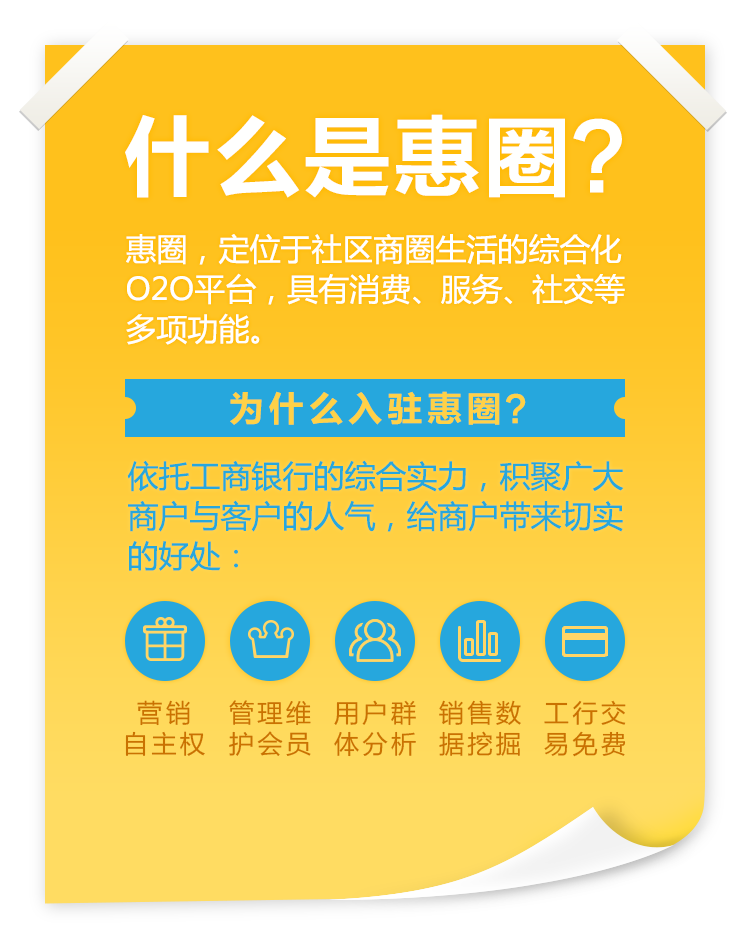 什么是惠圈?
惠圈，定位于社区商圈生活的综合化
O2O平台，具有消费、服务、社交等
多项功能。
为什么入驻惠圈?
依托工商银行的综合实力，积聚广大
商户与客户的人气，给商户带来切实
的好处：
营销
自主权
管理维
护会员
用户群
体分析
销售数
据挖掘
工行交
易免费